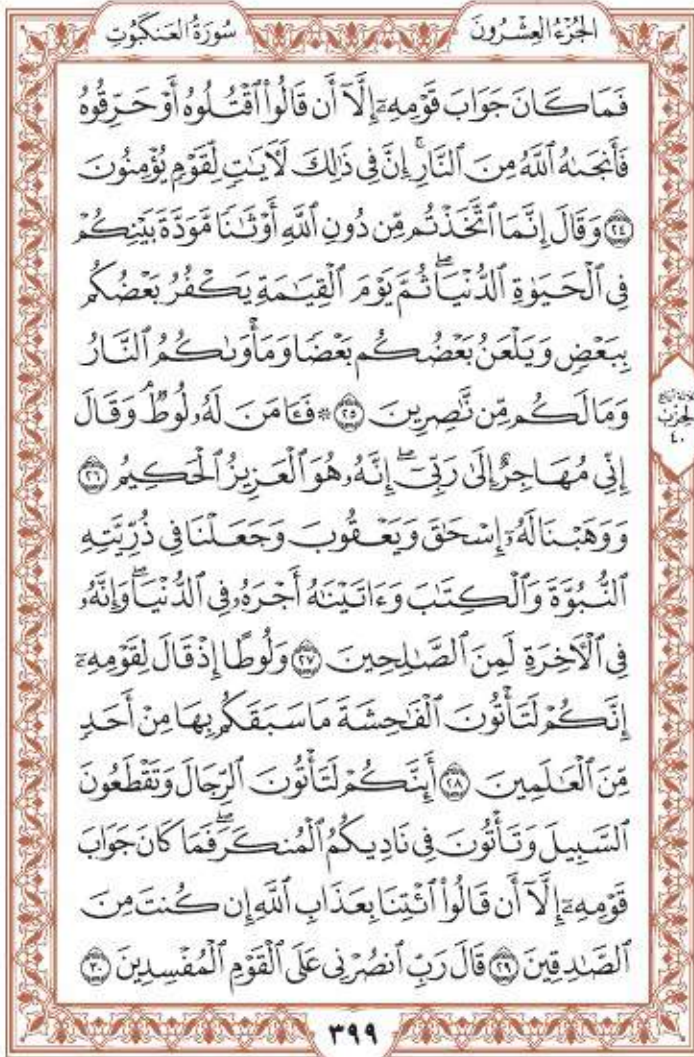 الجُزْءُ العِشْرُونَ
سُورَةُ العَنكَبُوتِ
فَمَا كَانَ جَوَابَ قَوْمِهِۦٓ إِلَّآ أَن قَالُوا۟ ٱقْتُلُوهُ أَوْ حَرِّقُوهُ
فَأَنجَىٰهُ ٱللَّهُ مِنَ ٱلنَّارِۚ إِنَّ فِى ذَٰلِكَ لَـَٔايَـٰتٍ لِّقَوْمٍ يُؤْمِنُونَ
٢٤ وَقَالَ إِنَّمَا ٱتَّخَذْتُم مِّن دُونِ ٱللَّهِ أَوْثَـٰنًا مَّوَدَّةَ بَيْنِكُمْ
فِى ٱلْحَيَوٰةِ ٱلدُّنْيَاۖ ثُمَّ يَوْمَ ٱلْقِيَـٰمَةِ يَكْفُرُ بَعْضُكُم
بِبَعْضٍ وَيَلْعَنُ بَعْضُكُم بَعْضًا وَمَأْوَىٰكُمُ ٱلنَّارُ
وَمَا لَكُم مِّن نَّـٰصِرِينَ ٢٥ ۞ فَـَٔامَنَ لَهُۥ لُوطٌۘ وَقَالَ
إِنِّى مُهَاجِرٌ إِلَىٰ رَبِّىٓۖ إِنَّهُۥ هُوَ ٱلْعَزِيزُ ٱلْحَكِيمُ ٢٦
وَوَهَبْنَا لَهُۥٓ إِسْحَـٰقَ وَيَعْقُوبَ وَجَعَلْنَا فِى ذُرِّيَّتِهِ
ٱلنُّبُوَّةَ وَٱلْكِتَـٰبَ وَءَاتَيْنَـٰهُ أَجْرَهُۥ فِى ٱلدُّنْيَاۖ وَإِنَّهُۥ
فِى ٱلْـَٔاخِرَةِ لَمِنَ ٱلصَّـٰلِحِينَ ٢٧ وَلُوطًا إِذْ قَالَ لِقَوْمِهِۦٓ
إِنَّكُمْ لَتَأْتُونَ ٱلْفَـٰحِشَةَ مَا سَبَقَكُم بِهَا مِنْ أَحَدٍ
مِّنَ ٱلْعَـٰلَمِينَ ٢٨ أَئِنَّكُمْ لَتَأْتُونَ ٱلرِّجَالَ وَتَقْطَعُونَ
ٱلسَّبِيلَ وَتَأْتُونَ فِى نَادِيكُمُ ٱلْمُنكَرَۖ فَمَا كَانَ جَوَابَ
قَوْمِهِۦٓ إِلَّآ أَن قَالُوا۟ ٱئْتِنَا بِعَذَابِ ٱللَّهِ إِن كُنتَ مِنَ
ٱلصَّـٰدِقِينَ ٢٩ قَالَ رَبِّ ٱنصُرْنِى عَلَى ٱلْقَوْمِ ٱلْمُفْسِدِينَ ٣٠
الحِزْب
٤٠
٣٩٩